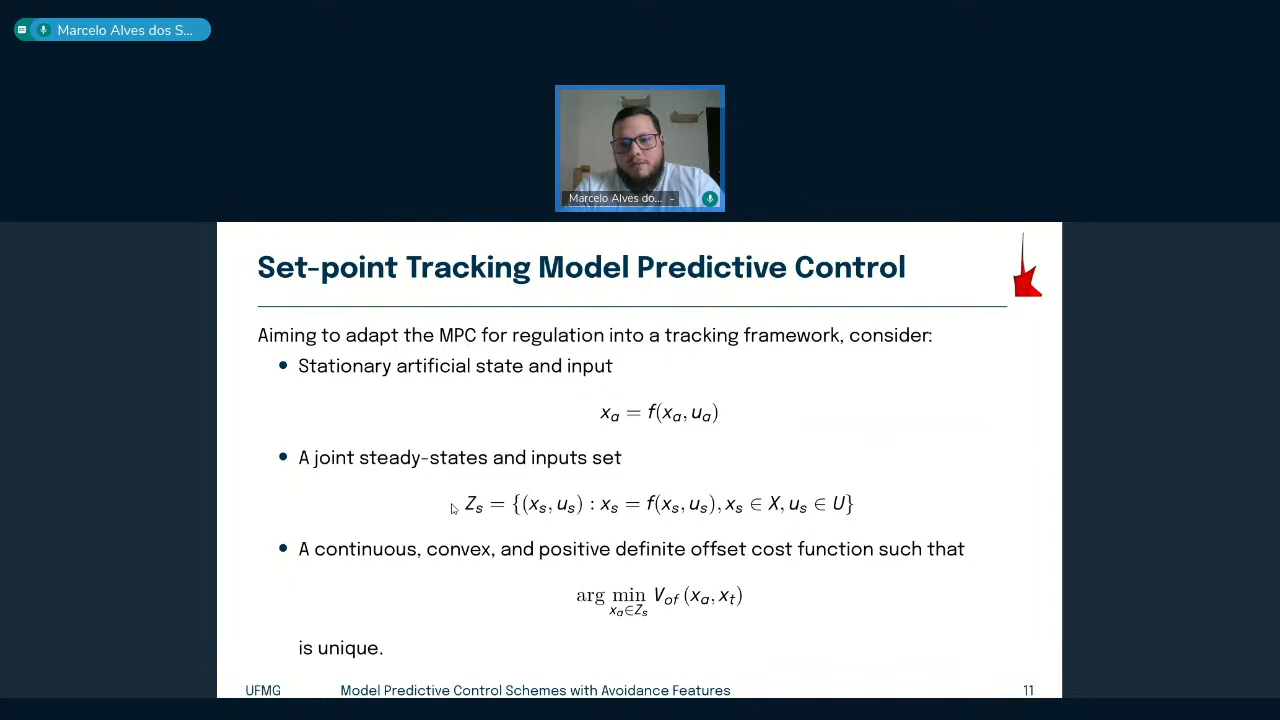 Marcelo Alves dos S...
Marcelo Alves do...
Set-point Tracking Model Predictive Control
Aiming to adapt the MPC for regulation into a tracking framework, consider:
• Stationary artificial state and input
x_a = f(x_a, u_a)
• A joint steady-states and inputs set
Z_s = {(x_s, u_s) : x_s = f(x_s, u_s), x_s ∈ X, u_s ∈ U}
• A continuous, convex, and positive definite offset cost function such that
arg min V_of (x_a, x_t)
x_a∈Z_s
is unique.
UFMG Model Predictive Control Schemes with Avoidance Features 11